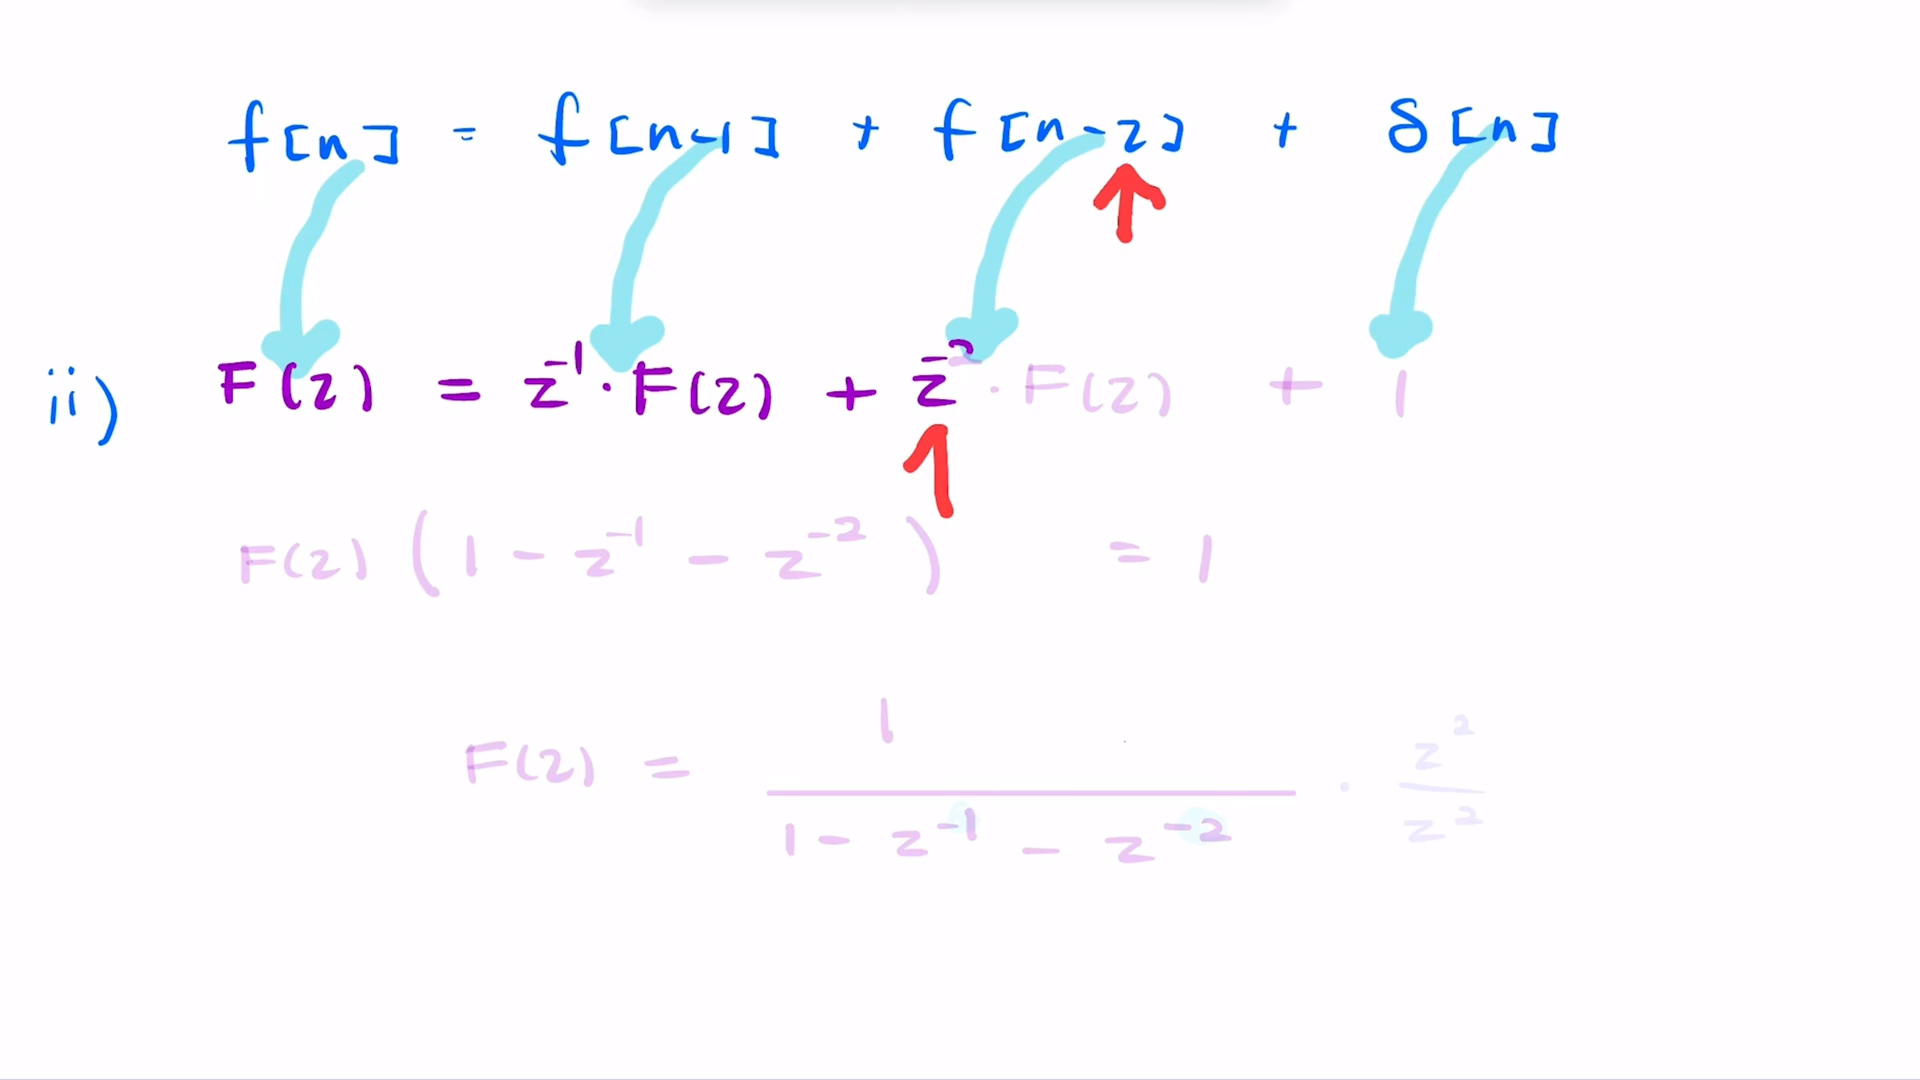 f[n] = f[n-1] + f[n-2] + δ[n]
ii) F(z) = z⁻¹ · F(z) + z⁻² · F(z) + 1
F(z) ( 1 - z⁻¹ - z⁻² ) = 1
F(z) = 1 / (1 - z⁻¹ - z⁻²) · z² / z²